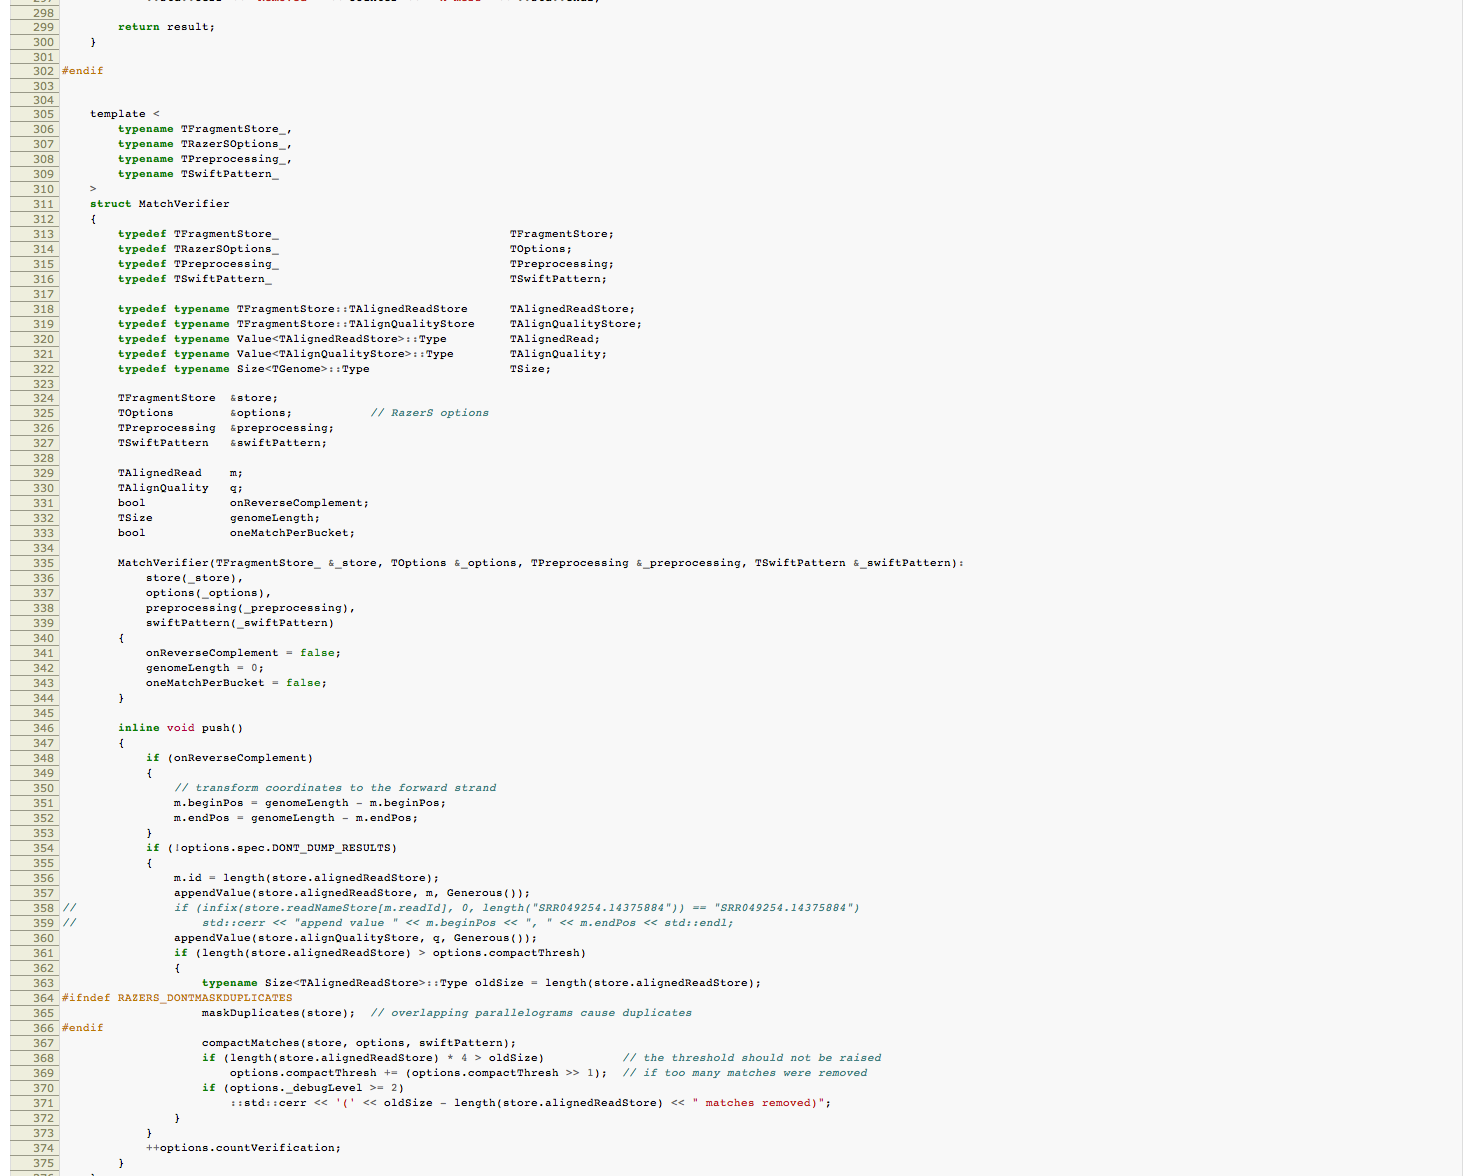 298
299 return result;
300 }
301
302 #endif
303
304
305 template <
306 typename TFragmentStore_,
307 typename TRazerSOptions_,
308 typename TPreprocessing_,
309 typename TSwiftPattern_
310 >
311 struct MatchVerifier
312 {
313 typedef TFragmentStore_ TFragmentStore;
314 typedef TRazerSOptions_ TOptions;
315 typedef TPreprocessing_ TPreprocessing;
316 typedef TSwiftPattern_ TSwiftPattern;
317
318 typedef typename TFragmentStore::TAlignedReadStore TAlignedReadStore;
319 typedef typename TFragmentStore::TAlignQualityStore TAlignQualityStore;
320 typedef typename Value<TAlignedReadStore>::Type TAlignedRead;
321 typedef typename Value<TAlignQualityStore>::Type TAlignQuality;
322 typedef typename Size<TGenome>::Type TSize;
323
324 TFragmentStore &store;
325 TOptions &options; // RazerS options
326 TPreprocessing &preprocessing;
327 TSwiftPattern &swiftPattern;
328
329 TAlignedRead m;
330 TAlignQuality q;
331 bool onReverseComplement;
332 TSize genomeLength;
333 bool oneMatchPerBucket;
334
335 MatchVerifier(TFragmentStore_ &_store, TOptions &_options, TPreprocessing &_preprocessing, TSwiftPattern &_swiftPattern):
336 store(_store),
337 options(_options),
338 preprocessing(_preprocessing),
339 swiftPattern(_swiftPattern)
340 {
341 onReverseComplement = false;
342 genomeLength = 0;
343 oneMatchPerBucket = false;
344 }
345
346 inline void push()
347 {
348 if (onReverseComplement)
349 {
350 // transform coordinates to the forward strand
351 m.beginPos = genomeLength - m.beginPos;
352 m.endPos = genomeLength - m.endPos;
353 }
354 if (!options.spec.DONT_DUMP_RESULTS)
355 {
356 m.id = length(store.alignedReadStore);
357 appendValue(store.alignedReadStore, m, Generous());
358 // if (infix(store.readNameStore[m.readId], 0, length("SRR049254.14375884")) == "SRR049254.14375884")
359 // std::cerr << "append value " << m.beginPos << ", " << m.endPos << std::endl;
360 appendValue(store.alignQualityStore, q, Generous());
361 if (length(store.alignedReadStore) > options.compactThresh)
362 {
363 typename Size<TAlignedReadStore>::Type oldSize = length(store.alignedReadStore);
364 #ifndef RAZERS_DONTMASKDUPLICATES
365 maskDuplicates(store); // overlapping parallelograms cause duplicates
366 #endif
367 compactMatches(store, options, swiftPattern);
368 if (length(store.alignedReadStore) * 4 > oldSize) // the threshold should not be raised
369 options.compactThresh += (options.compactThresh >> 1); // if too many matches were removed
370 if (options._debugLevel >= 2)
371 ::std::cerr << '(' << oldSize - length(store.alignedReadStore) << " matches removed)";
372 }
373 }
374 ++options.countVerification;
375 }